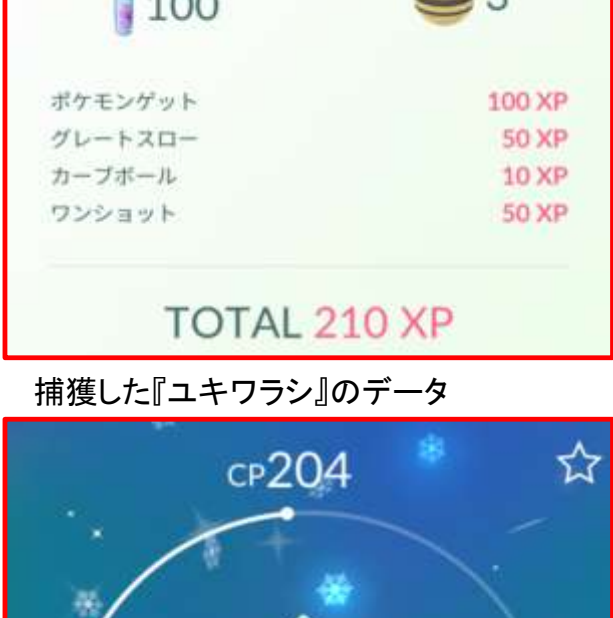 100
3
ポケモンゲット 100 XP
グレートスロー 50 XP
カーブボール 10 XP
ワンショット 50 XP
TOTAL 210 XP
捕獲した『ユキワラシ』のデータ
CP204